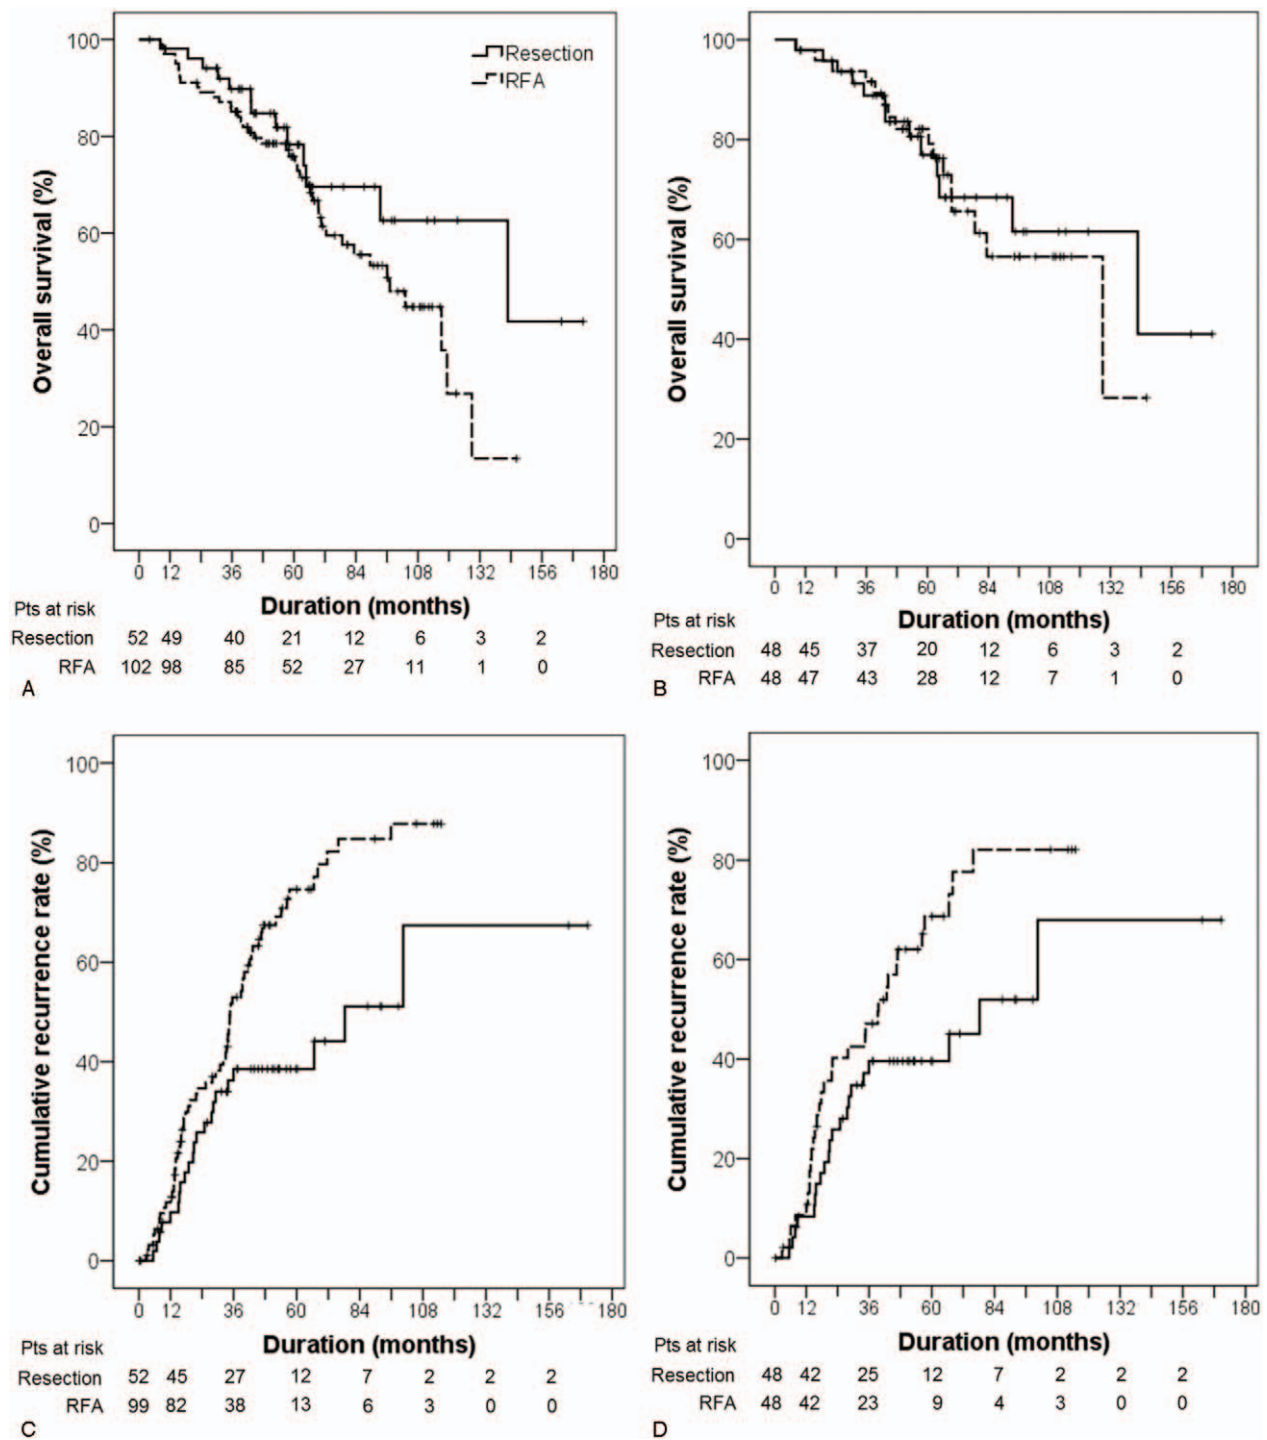 Overall survival (%)
100
80
60
40
20
0
Resection
RFA
0 12 36 60 84 108 132 156 180
Duration (months)
Pts at risk
Resection 52 49 40 21 12 6 3 2
RFA 102 98 85 52 27 11 1 0
A
Overall survival (%)
100
80
60
40
20
0
0 12 36 60 84 108 132 156 180
Duration (months)
Pts at risk
Resection 48 45 37 20 12 6 3 2
RFA 48 47 43 28 12 7 1 0
B
Cumulative recurrence rate (%)
100
80
60
40
20
0
0 12 36 60 84 108 132 156 180
Duration (months)
Pts at risk
Resection 52 45 27 12 7 2 2 2
RFA 99 82 38 13 6 3 0 0
C
Cumulative recurrence rate (%)
100
80
60
40
20
0
0 12 36 60 84 108 132 156 180
Duration (months)
Pts at risk
Resection 48 42 25 12 7 2 2 2
RFA 48 42 23 9 4 3 0 0
D